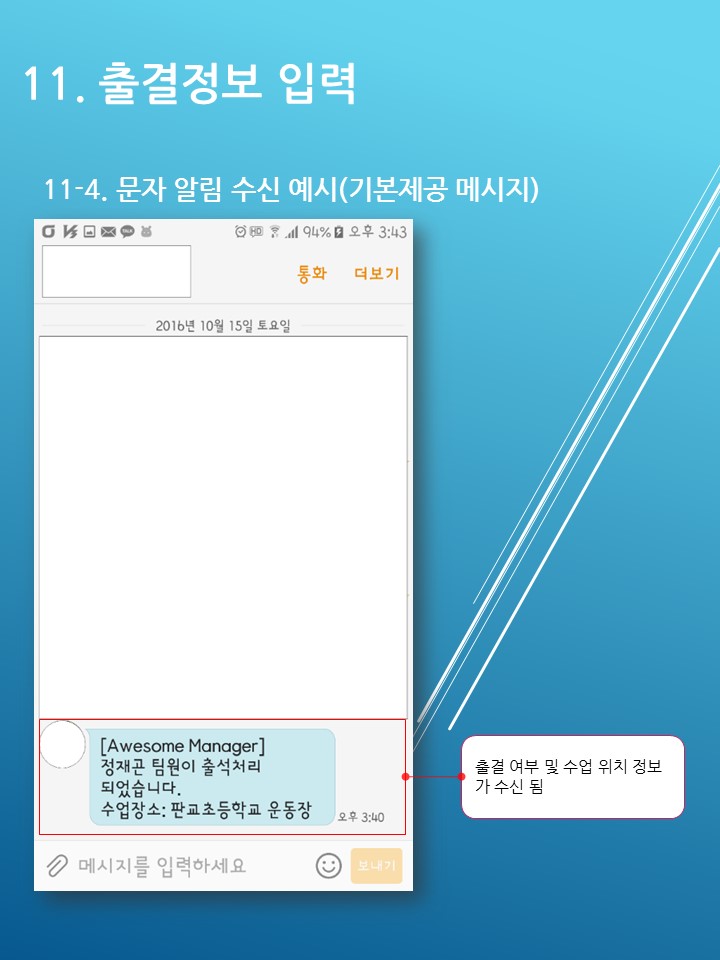 11. 출결정보 입력
11-4. 문자 알림 수신 예시(기본제공 메시지)
HD 94% 오후 3:43
통화 더보기
2016년 10월 15일 토요일
[Awesome Manager]
정재곤 팀원이 출석처리
되었습니다.
수업장소: 판교초등학교 운동장
오후 3:40
출결 여부 및 수업 위치 정보
가 수신 됨
메시지를 입력하세요
보내기